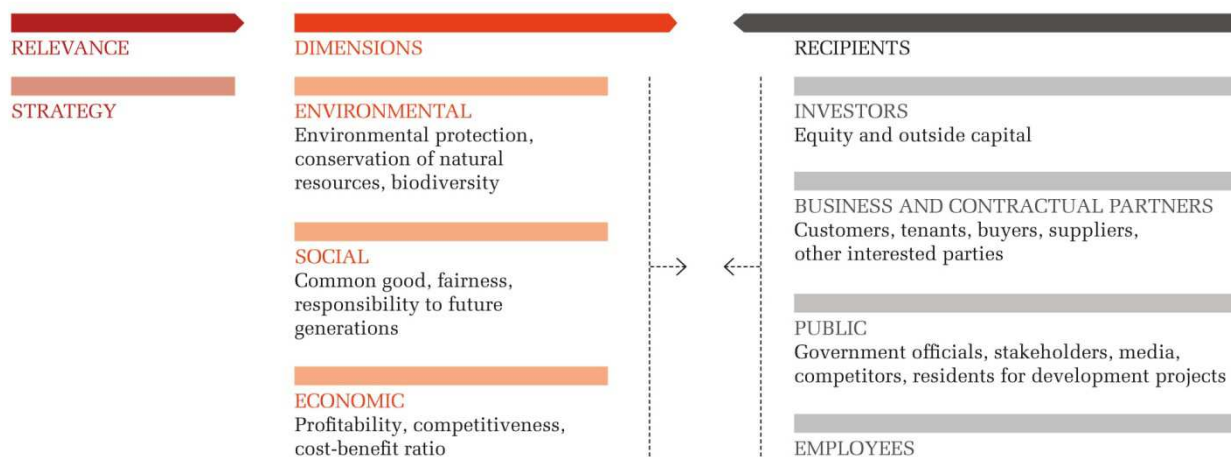 RELEVANCE
STRATEGY
DIMENSIONS
ENVIRONMENTAL
Environmental protection,
conservation of natural
resources, biodiversity
SOCIAL
Common good, fairness,
responsibility to future
generations
ECONOMIC
Profitability, competitiveness,
cost-benefit ratio
RECIPIENTS
INVESTORS
Equity and outside capital
BUSINESS AND CONTRACTUAL PARTNERS
Customers, tenants, buyers, suppliers,
other interested parties
PUBLIC
Government officials, stakeholders, media,
competitors, residents for development projects
EMPLOYEES